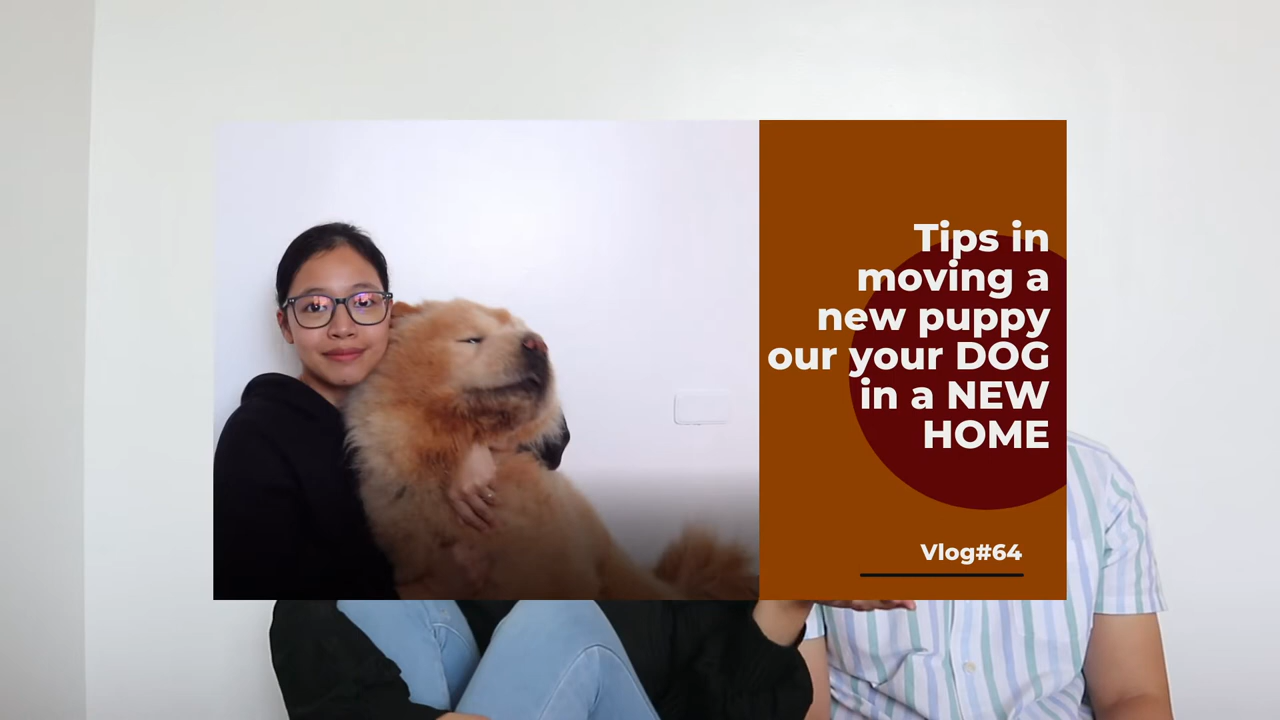 Tips in
moving a
new puppy
our your DOG
in a NEW
HOME
Vlog#64